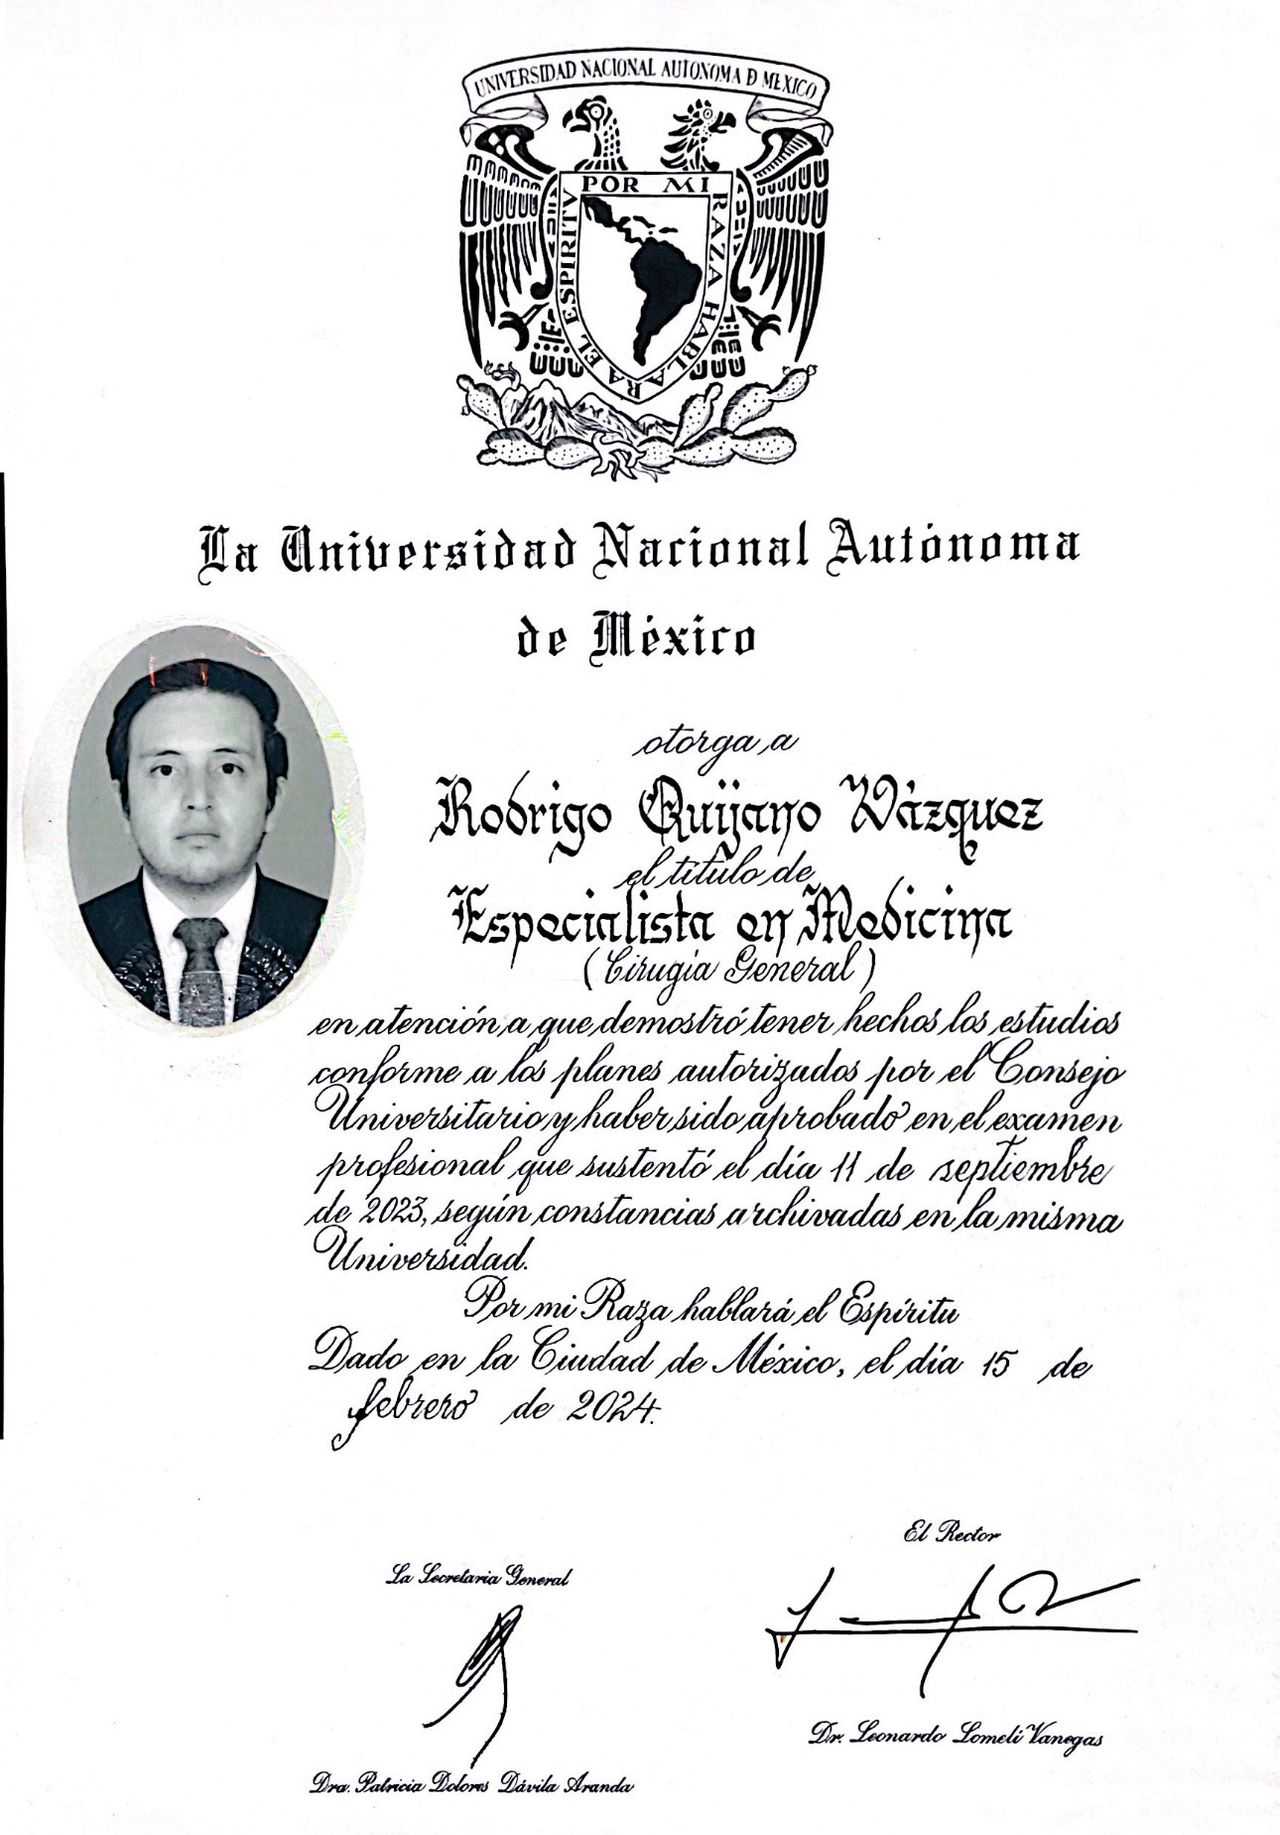 UNIVERSIDAD NACIONAL AUTONOMA D MEXICO
POR MI RAZA HABLARA EL ESPIRITU
La Universidad Nacional Autónoma
de México
otorga a
Rodrigo Quijano Vázquez
el título de
Especialista en Medicina
(Cirugía General)
en atención a que demostró tener hechos los estudios
conforme a los planes autorizados por el Consejo
Universitario y haber sido aprobado en el examen
profesional que sustentó el día 11 de septiembre
de 2023, según constancias archivadas en la misma
Universidad.
Por mi Raza hablará el Espíritu
Dado en la Ciudad de México, el día 15 de
febrero de 2024.
El Rector
La Secretaria General
Dr. Leonardo Lomelí Vanegas
Dra. Patricia Dolores Dávila Aranda